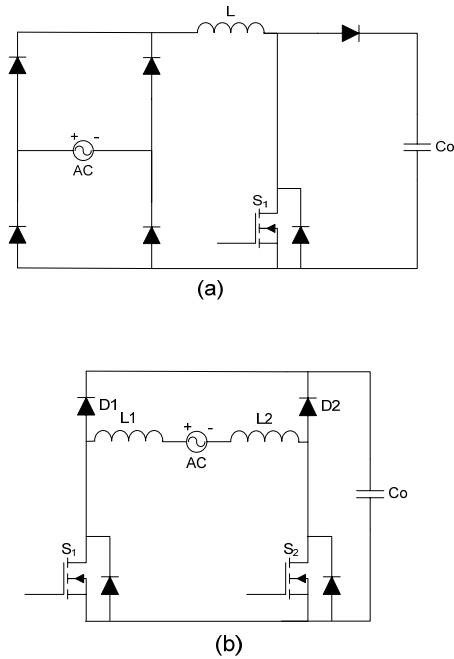 L
+ -
AC
Co
S₁
(a)
D1
D2
L1
+ -
L2
AC
Co
S₁
S₂
(b)